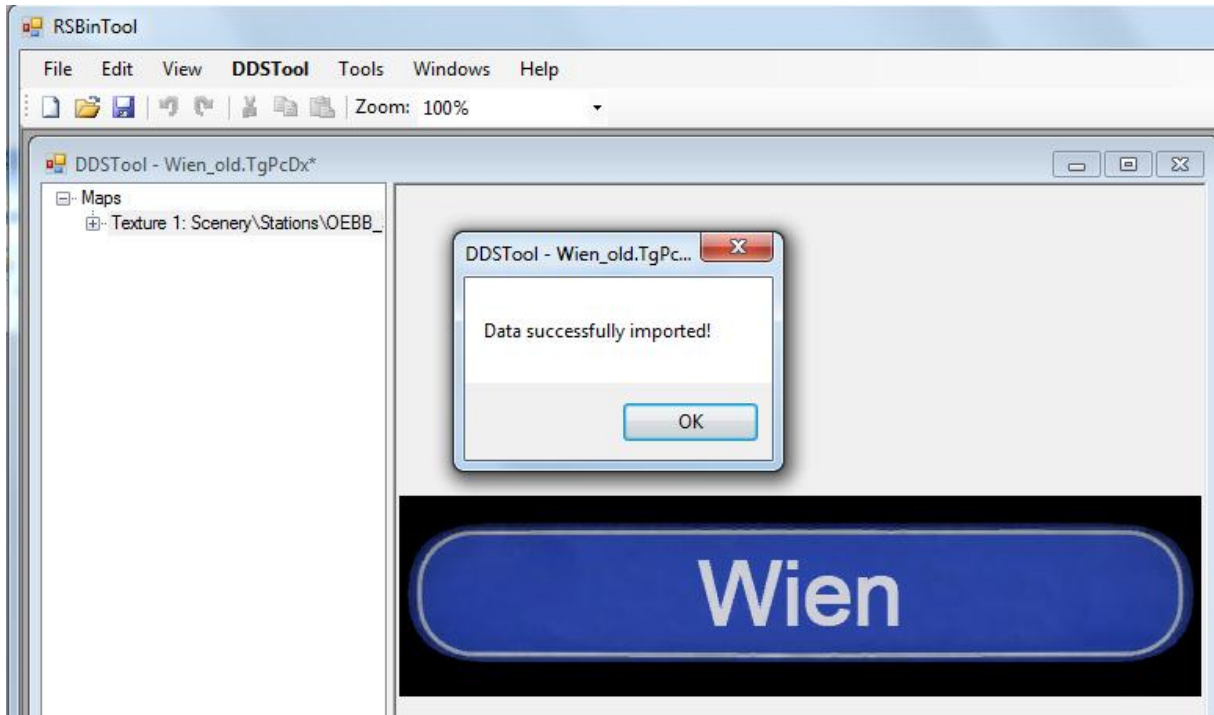 RSBinTool
File Edit View DDSTool Tools Windows Help
Zoom: 100%
DDSTool - Wien_old.TgPcDx*
Maps
Texture 1: Scenery\Stations\OEBB_
DDSTool - Wien_old.TgPc...
Data successfully imported!
OK
Wien